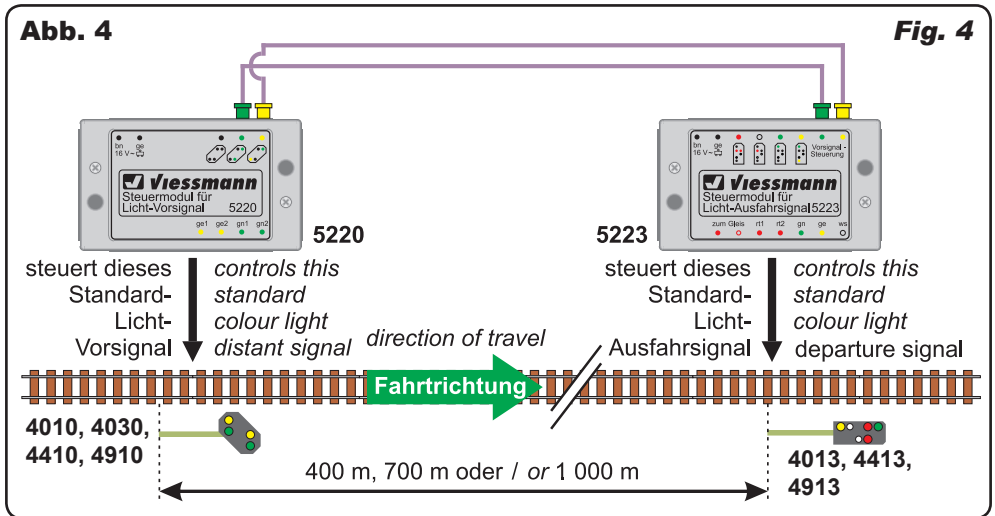 Abb. 4
Fig. 4
bn ge
16 V~
Viessmann
Steuermodul für
Licht-Vorsignal 5220
ge1 ge2 gn1 gn2
5220
bn ge
16 V~
Vorsignal-
Steuerung
Viessmann
Steuermodul für
Licht-Ausfahrsignal 5223
zum Gleis rt1 rt2 gn ge ws
5223
steuert dieses
Standard-
Licht-
Vorsignal
controls this
standard
colour light
distant signal
direction of travel
Fahrtrichtung
steuert dieses
Standard-
Licht-
Ausfahrsignal
controls this
standard
colour light
departure signal
4010, 4030,
4410, 4910
400 m, 700 m oder / or 1 000 m
4013, 4413,
4913